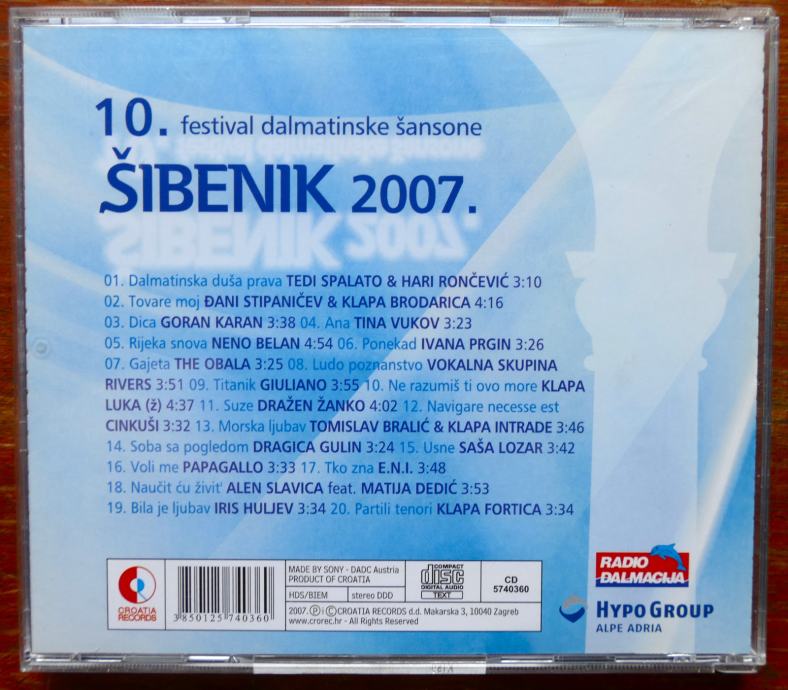 10. festival dalmatinske šansone
ŠIBENIK 2007.
01. Dalmatinska duša prava TEDI SPALATO & HARI RONČEVIĆ 3:10
02. Tovare moj ĐANI STIPANIČEV & KLAPA BRODARICA 4:16
03. Dica GORAN KARAN 3:38 04. Ana TINA VUKOV 3:23
05. Rijeka snova NENO BELAN 4:54 06. Ponekad IVANA PRGIN 3:26
07. Gajeta THE OBALA 3:25 08. Ludo poznanstvo VOKALNA SKUPINA
RIVERS 3:51 09. Titanik GIULIANO 3:55 10. Ne razumiš ti ovo more KLAPA
LUKA (ž) 4:37 11. Suze DRAŽEN ŽANKO 4:02 12. Navigare necesse est
CINKUŠI 3:32 13. Morska ljubav TOMISLAV BRALIĆ & KLAPA INTRADE 3:46
14. Soba sa pogledom DRAGICA GULIN 3:24 15. Usne SAŠA LOZAR 3:42
16. Voli me PAPAGALLO 3:33 17. Tko zna E.N.I. 3:48
18. Naučit ću živit' ALEN SLAVICA feat. MATIJA DEDIĆ 3:53
19. Bila je ljubav IRIS HULJEV 3:34 20. Partili tenori KLAPA FORTICA 3:34
CROATIA
RECORDS
3 850125 740360
MADE BY SONY - DADC Austria
PRODUCT OF CROATIA
HDS/BIEM
stereo DDD
COMPACT
disc
DIGITAL AUDIO
TEXT
CD
5740360
2007. Ⓟ i Ⓒ CROATIA RECORDS d.d. Makarska 3, 10040 Zagreb
www.crorec.hr - All Rights Reserved
RADIO
DALMACIJA
HYPO GROUP
ALPE ADRIA